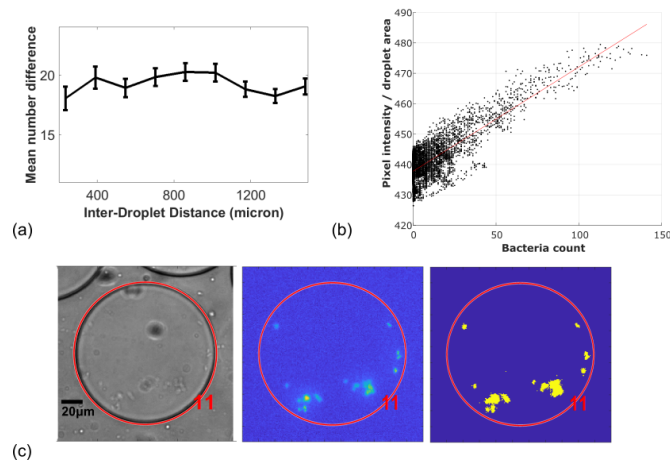 20
15
400
800
1200
Mean number difference
Inter-Droplet Distance (micron)
(a)
490
480
470
460
450
440
430
420
0
50
100
150
Pixel intensity / droplet area
Bacteria count
(b)
20μm
11
11
11
(c)